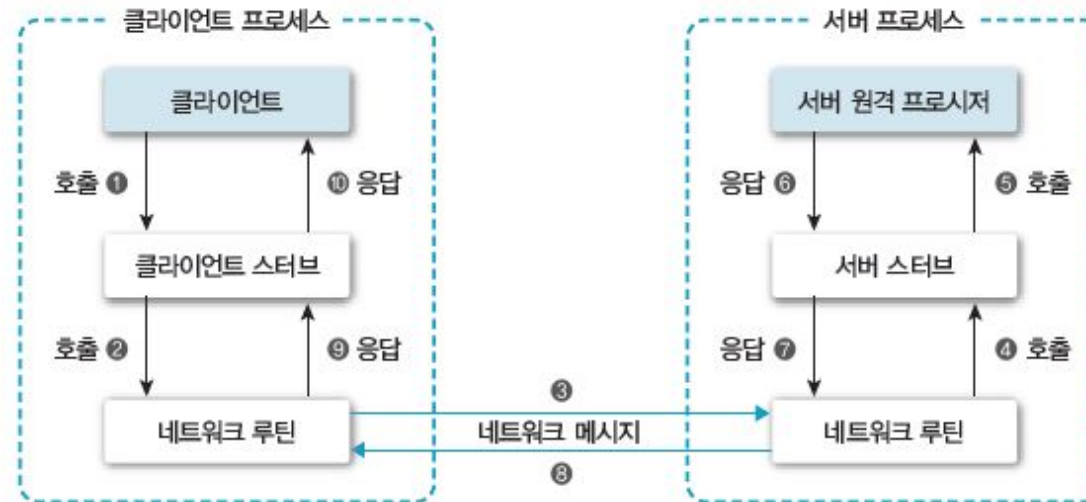 클라이언트 프로세스
서버 프로세스
클라이언트
서버 원격 프로시저
호출 ❶
❿ 응답
응답 ❻
❺ 호출
클라이언트 스터브
서버 스터브
호출 ❷
❾ 응답
응답 ❼
❹ 호출
❸
네트워크 루틴
네트워크 메시지
네트워크 루틴
❽